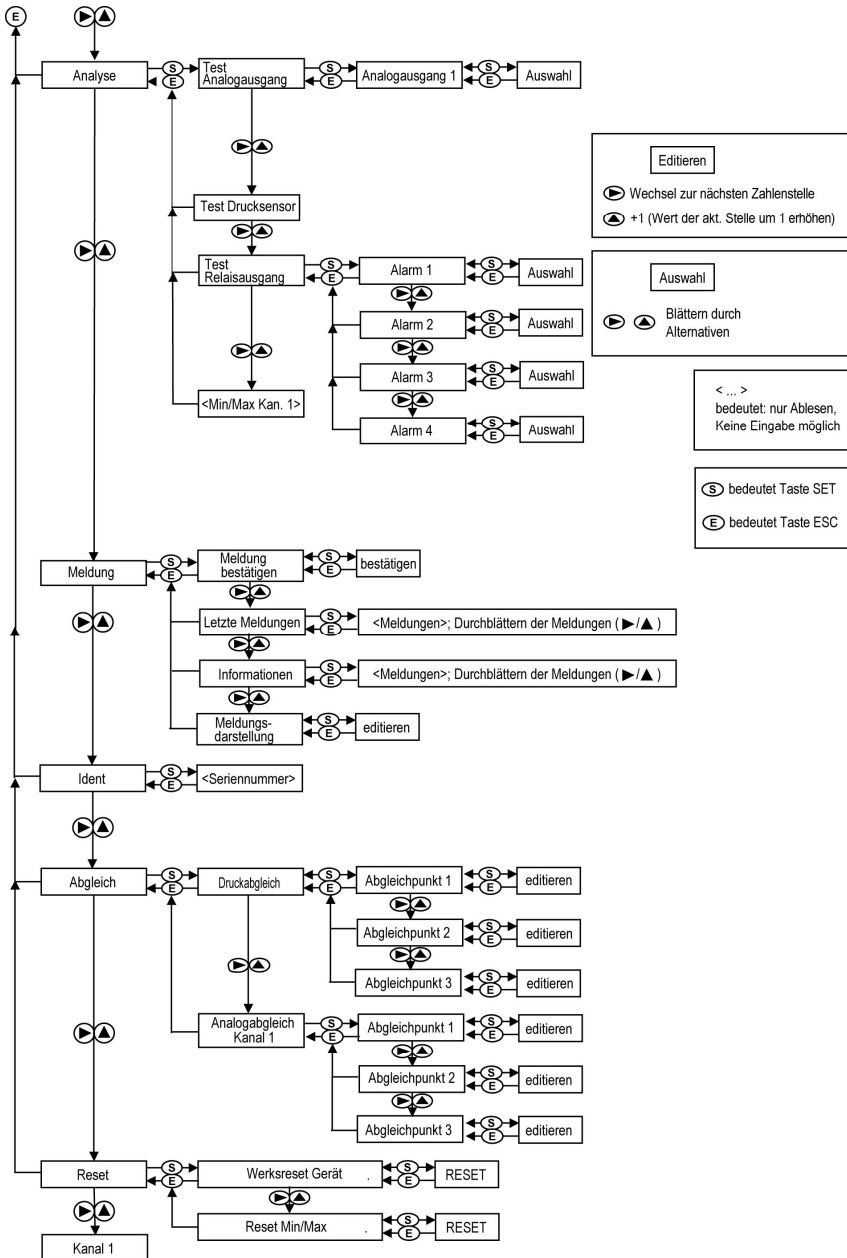 E
Analyse
S
E
Test
Analogausgang
S
E
Analogausgang 1
S
E
Auswahl
Test Drucksensor
Test
Relaisausgang
S
E
Alarm 1
S
E
Auswahl
Alarm 2
S
E
Auswahl
Alarm 3
S
E
Auswahl
Alarm 4
S
E
Auswahl
<Min/Max Kan. 1>
Editieren
Wechsel zur nächsten Zahlenstelle
+1 (Wert der akt. Stelle um 1 erhöhen)
Auswahl
Blättern durch
Alternativen
< ... >
bedeutet: nur Ablesen,
Keine Eingabe möglich
S bedeutet Taste SET
E bedeutet Taste ESC
Meldung
S
E
Meldung
bestätigen
S
E
bestätigen
Letzte Meldungen
S
E
<Meldungen>; Durchblättern der Meldungen ( ▶/▲ )
Informationen
S
E
<Meldungen>; Durchblättern der Meldungen ( ▶/▲ )
Meldungs-
darstellung
S
E
editieren
Ident
S
E
<Seriennummer>
Abgleich
S
E
Druckabgleich
S
E
Abgleichpunkt 1
S
E
editieren
Abgleichpunkt 2
S
E
editieren
Abgleichpunkt 3
S
E
editieren
Analogabgleich
Kanal 1
S
E
Abgleichpunkt 1
S
E
editieren
Abgleichpunkt 2
S
E
editieren
Abgleichpunkt 3
S
E
editieren
Reset
S
E
Werksreset Gerät .
S
E
RESET
Reset Min/Max .
S
E
RESET
Kanal 1